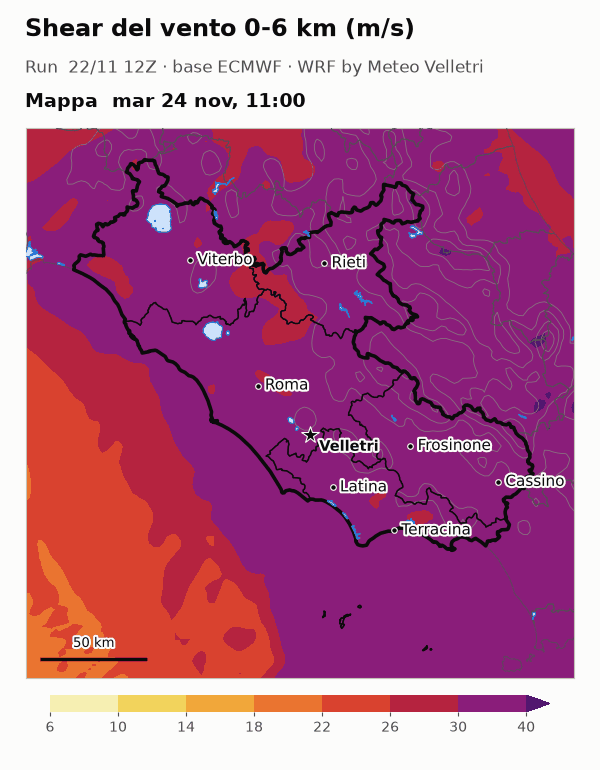 Shear del vento 0-6 km (m/s)
Run  22/11 12Z · base ECMWF · WRF by Meteo Velletri
Mappa  mar 24 nov, 11:00
Viterbo
Rieti
Roma
Velletri
Frosinone
Cassino
Latina
Terracina
50 km
6 10 14 18 22 26 30 40